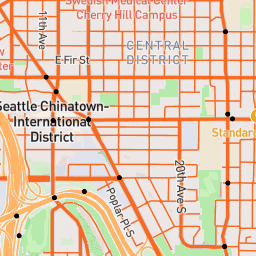 Swedish Medical Center
Cherry Hill Campus
11th Ave
CENTRAL
DISTRICT
E Fir St
Seattle Chinatown-
International
District
Standar
20th Ave S
Poplar Pl S